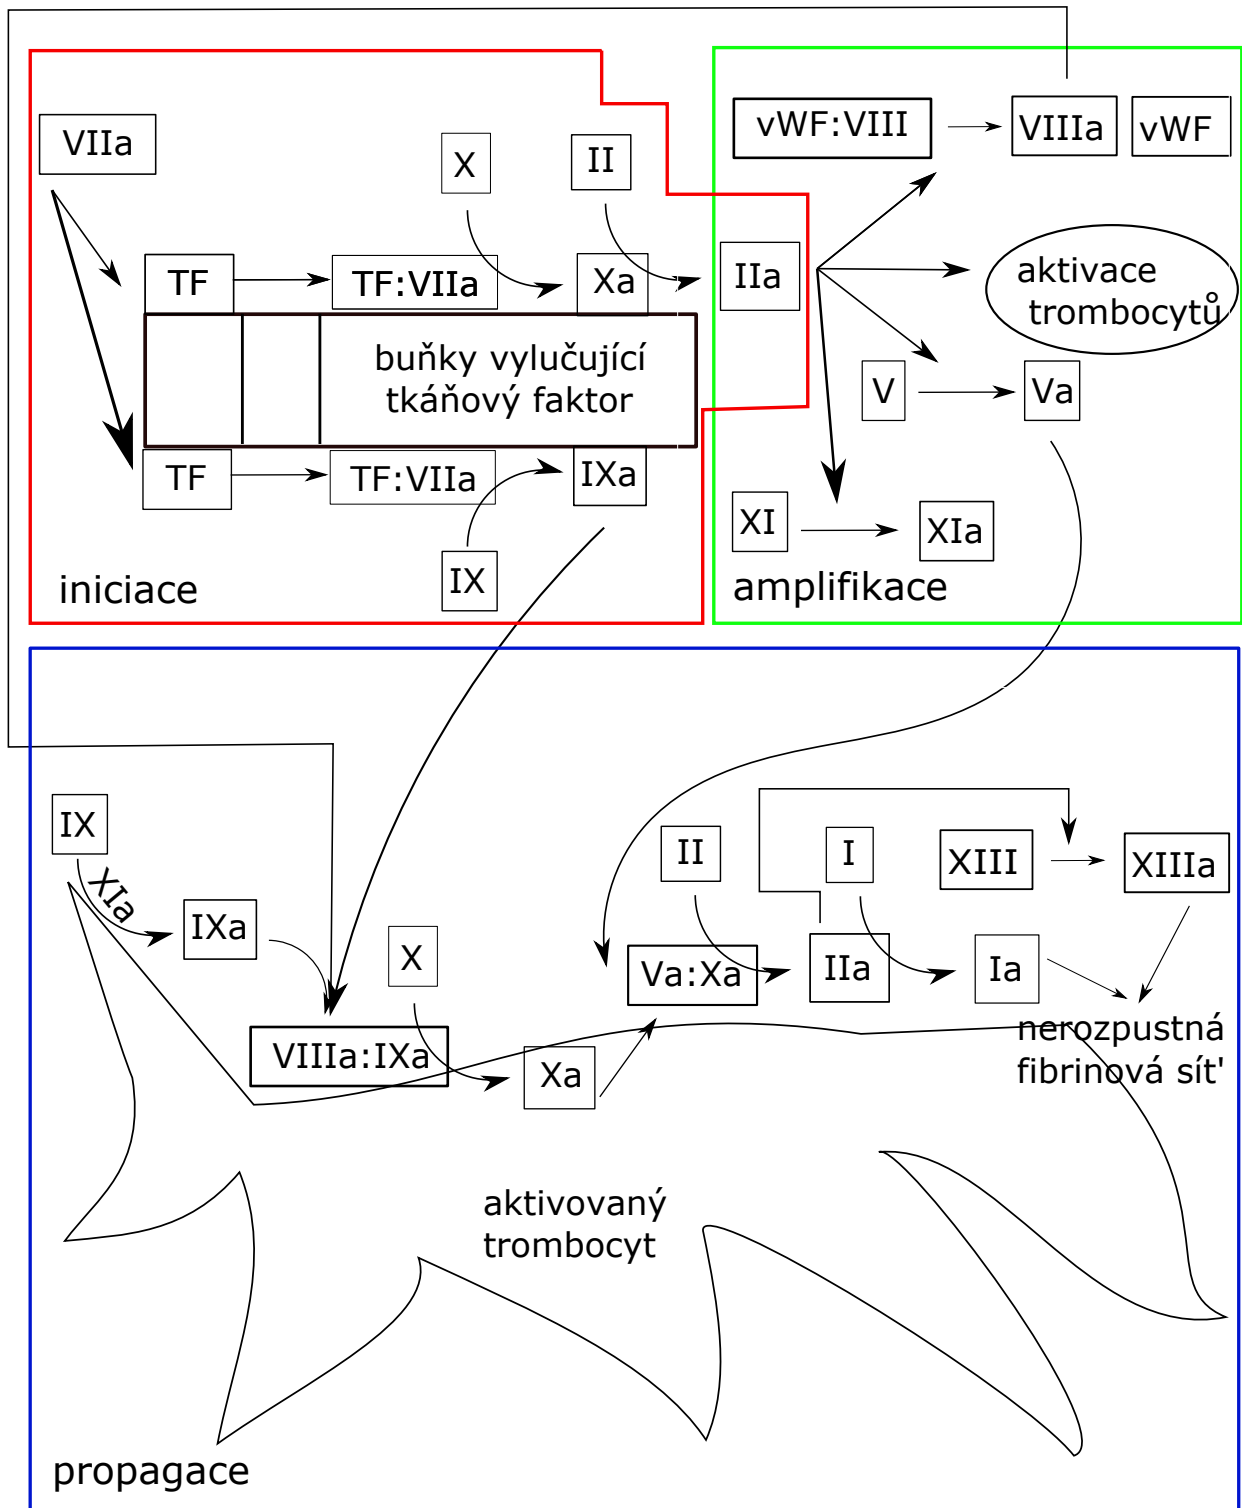 VIIa
X
II
TF
TF:VIIa
Xa
buňky vylučující
tkáňový faktor
TF
TF:VIIa
IXa
IX
iniciace
vWF:VIII
VIIIa
vWF
IIa
aktivace
trombocytů
V
Va
XI
XIa
amplifikace
IX
XIa
IXa
X
VIIIa:IXa
Xa
II
Va:Xa
IIa
I
Ia
XIII
XIIIa
nerozpustná
fibrinová sít'
aktivovaný
trombocyt
propagace